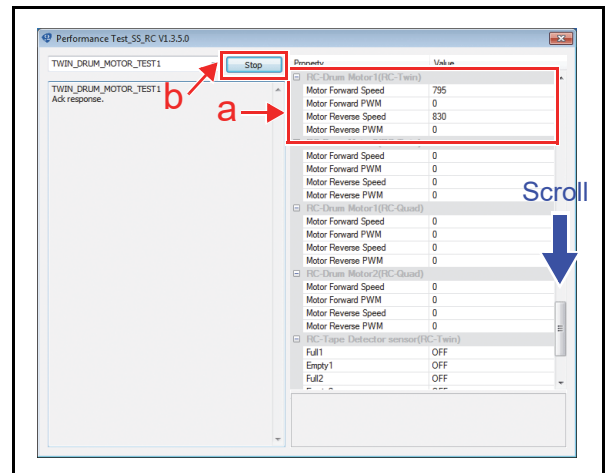 Performance Test_SS_RC V1.3.5.0
TWIN_DRUM_MOTOR_TEST1
Stop
TWIN_DRUM_MOTOR_TEST1
Ack response.
b
a
Scroll
Property Value
RC-Drum Motor1(RC-Twin)
Motor Forward Speed 795
Motor Forward PWM 0
Motor Reverse Speed 830
Motor Reverse PWM 0
Motor Forward Speed 0
Motor Forward PWM 0
Motor Reverse Speed 0
Motor Reverse PWM 0
RC-Drum Motor1(RC-Quad)
Motor Forward Speed 0
Motor Forward PWM 0
Motor Reverse Speed 0
Motor Reverse PWM 0
RC-Drum Motor2(RC-Quad)
Motor Forward Speed 0
Motor Forward PWM 0
Motor Reverse Speed 0
Motor Reverse PWM 0
RC-Tape Detector sensor(RC-Twin)
Full1 OFF
Empty1 OFF
Full2 OFF